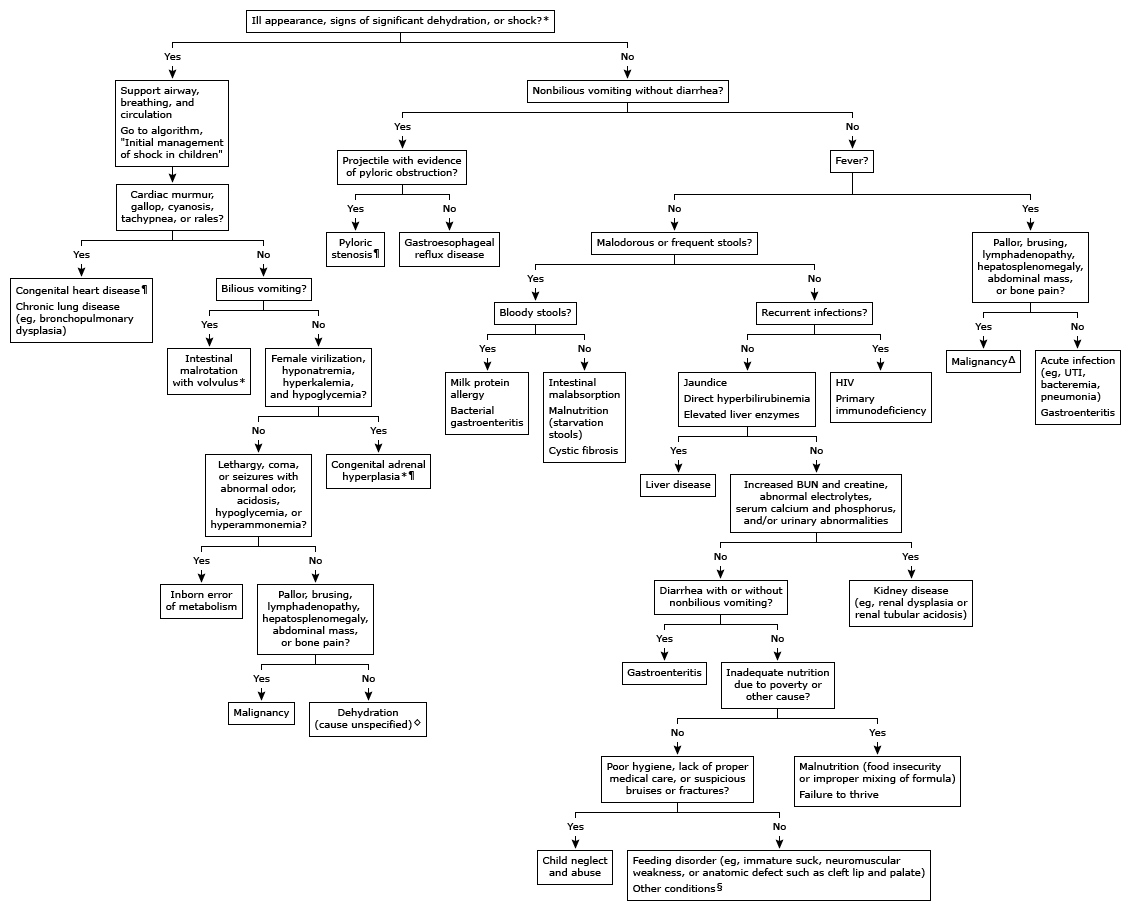 Ill appearance, signs of significant dehydration, or shock?*
Yes
No
Support airway,
breathing, and
circulation
Go to algorithm,
"Initial management
of shock in children"
Nonbilious vomiting without diarrhea?
Yes
No
Projectile with evidence
of pyloric obstruction?
Fever?
Cardiac murmur,
gallop, cyanosis,
tachypnea, or rales?
Yes
No
No
Yes
Pyloric
stenosis¶
Gastroesophageal
reflux disease
Malodorous or frequent stools?
Pallor, brusing,
lymphadenopathy,
hepatosplenomegaly,
abdominal mass,
or bone pain?
Yes
No
Yes
No
Congenital heart disease¶
Chronic lung disease
(eg, bronchopulmonary
dysplasia)
Bilious vomiting?
Bloody stools?
Recurrent infections?
Yes
No
Yes
No
Yes
No
No
Yes
Intestinal
malrotation
with volvulus*
Female virilization,
hyponatremia,
hyperkalemia,
and hypoglycemia?
Malignancy Δ
Acute infection
(eg, UTI,
bacteremia,
pneumonia)
Gastroenteritis
Milk protein
allergy
Bacterial
gastroenteritis
Intestinal
malabsorption
Malnutrition
(starvation
stools)
Cystic fibrosis
Jaundice
Direct hyperbilirubinemia
Elevated liver enzymes
HIV
Primary
immunodeficiency
No
Yes
Yes
No
Lethargy, coma,
or seizures with
abnormal odor,
acidosis,
hypoglycemia, or
hyperammonemia?
Congenital adrenal
hyperplasia*¶
Liver disease
Increased BUN and creatine,
abnormal electrolytes,
serum calcium and phosphorus,
and/or urinary abnormalities
Yes
No
No
Yes
Inborn error
of metabolism
Pallor, brusing,
lymphadenopathy,
hepatosplenomegaly,
abdominal mass,
or bone pain?
Diarrhea with or without
nonbilious vomiting?
Kidney disease
(eg, renal dysplasia or
renal tubular acidosis)
Yes
No
Gastroenteritis
Inadequate nutrition
due to poverty or
other cause?
Yes
No
Malignancy
Dehydration
(cause unspecified)◇
No
Yes
Poor hygiene, lack of proper
medical care, or suspicious
bruises or fractures?
Malnutrition (food insecurity
or improper mixing of formula)
Failure to thrive
Yes
No
Child neglect
and abuse
Feeding disorder (eg, immature suck, neuromuscular
weakness, or anatomic defect such as cleft lip and palate)
Other conditions§